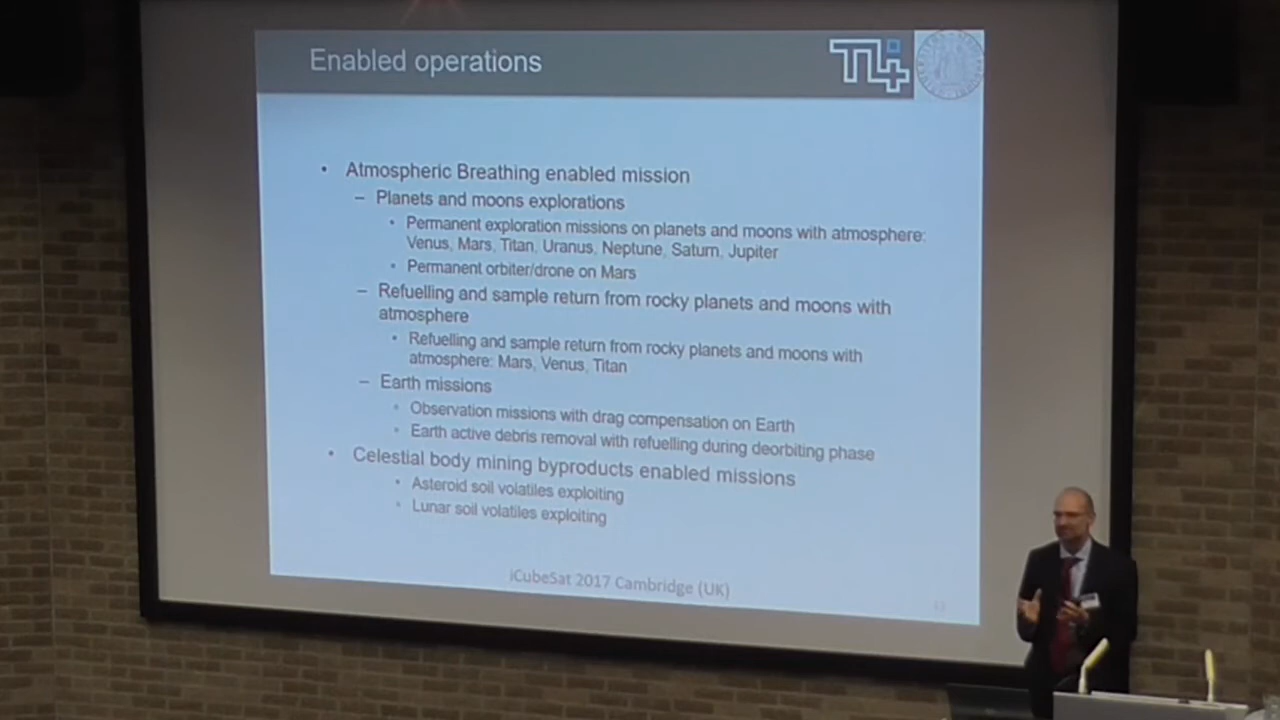 Enabled operations
T4i
• Atmospheric Breathing enabled mission
– Planets and moons explorations
• Permanent exploration missions on planets and moons with atmosphere:
Venus, Mars, Titan, Uranus, Neptune, Saturn, Jupiter
• Permanent orbiter/drone on Mars
– Refuelling and sample return from rocky planets and moons with
atmosphere
• Refuelling and sample return from rocky planets and moons with
atmosphere: Mars, Venus, Titan
– Earth missions
• Observation missions with drag compensation on Earth
• Earth active debris removal with refuelling during deorbiting phase
• Celestial body mining byproducts enabled missions
• Asteroid soil volatiles exploiting
• Lunar soil volatiles exploiting
iCubeSat 2017 Cambridge (UK)